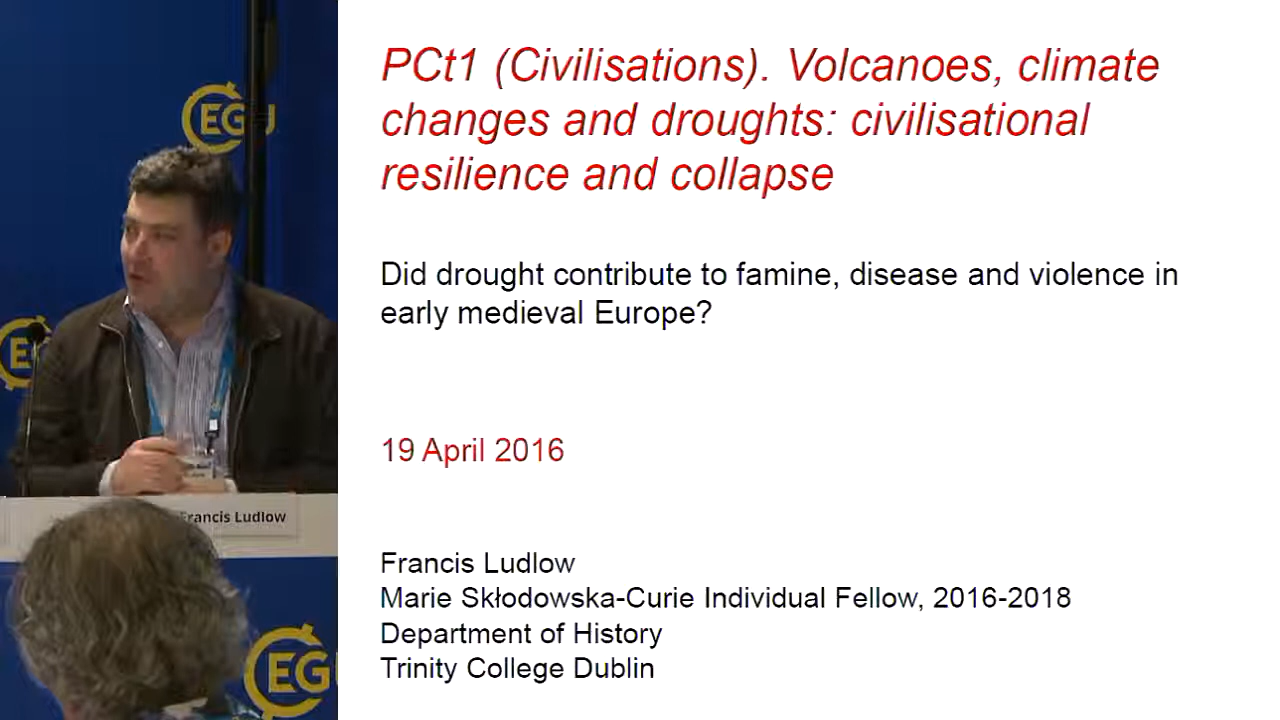 EGU
E
Francis Ludlow
EG
PCt1 (Civilisations). Volcanoes, climate
changes and droughts: civilisational
resilience and collapse
Did drought contribute to famine, disease and violence in
early medieval Europe?
19 April 2016
Francis Ludlow
Marie Skłodowska-Curie Individual Fellow, 2016-2018
Department of History
Trinity College Dublin